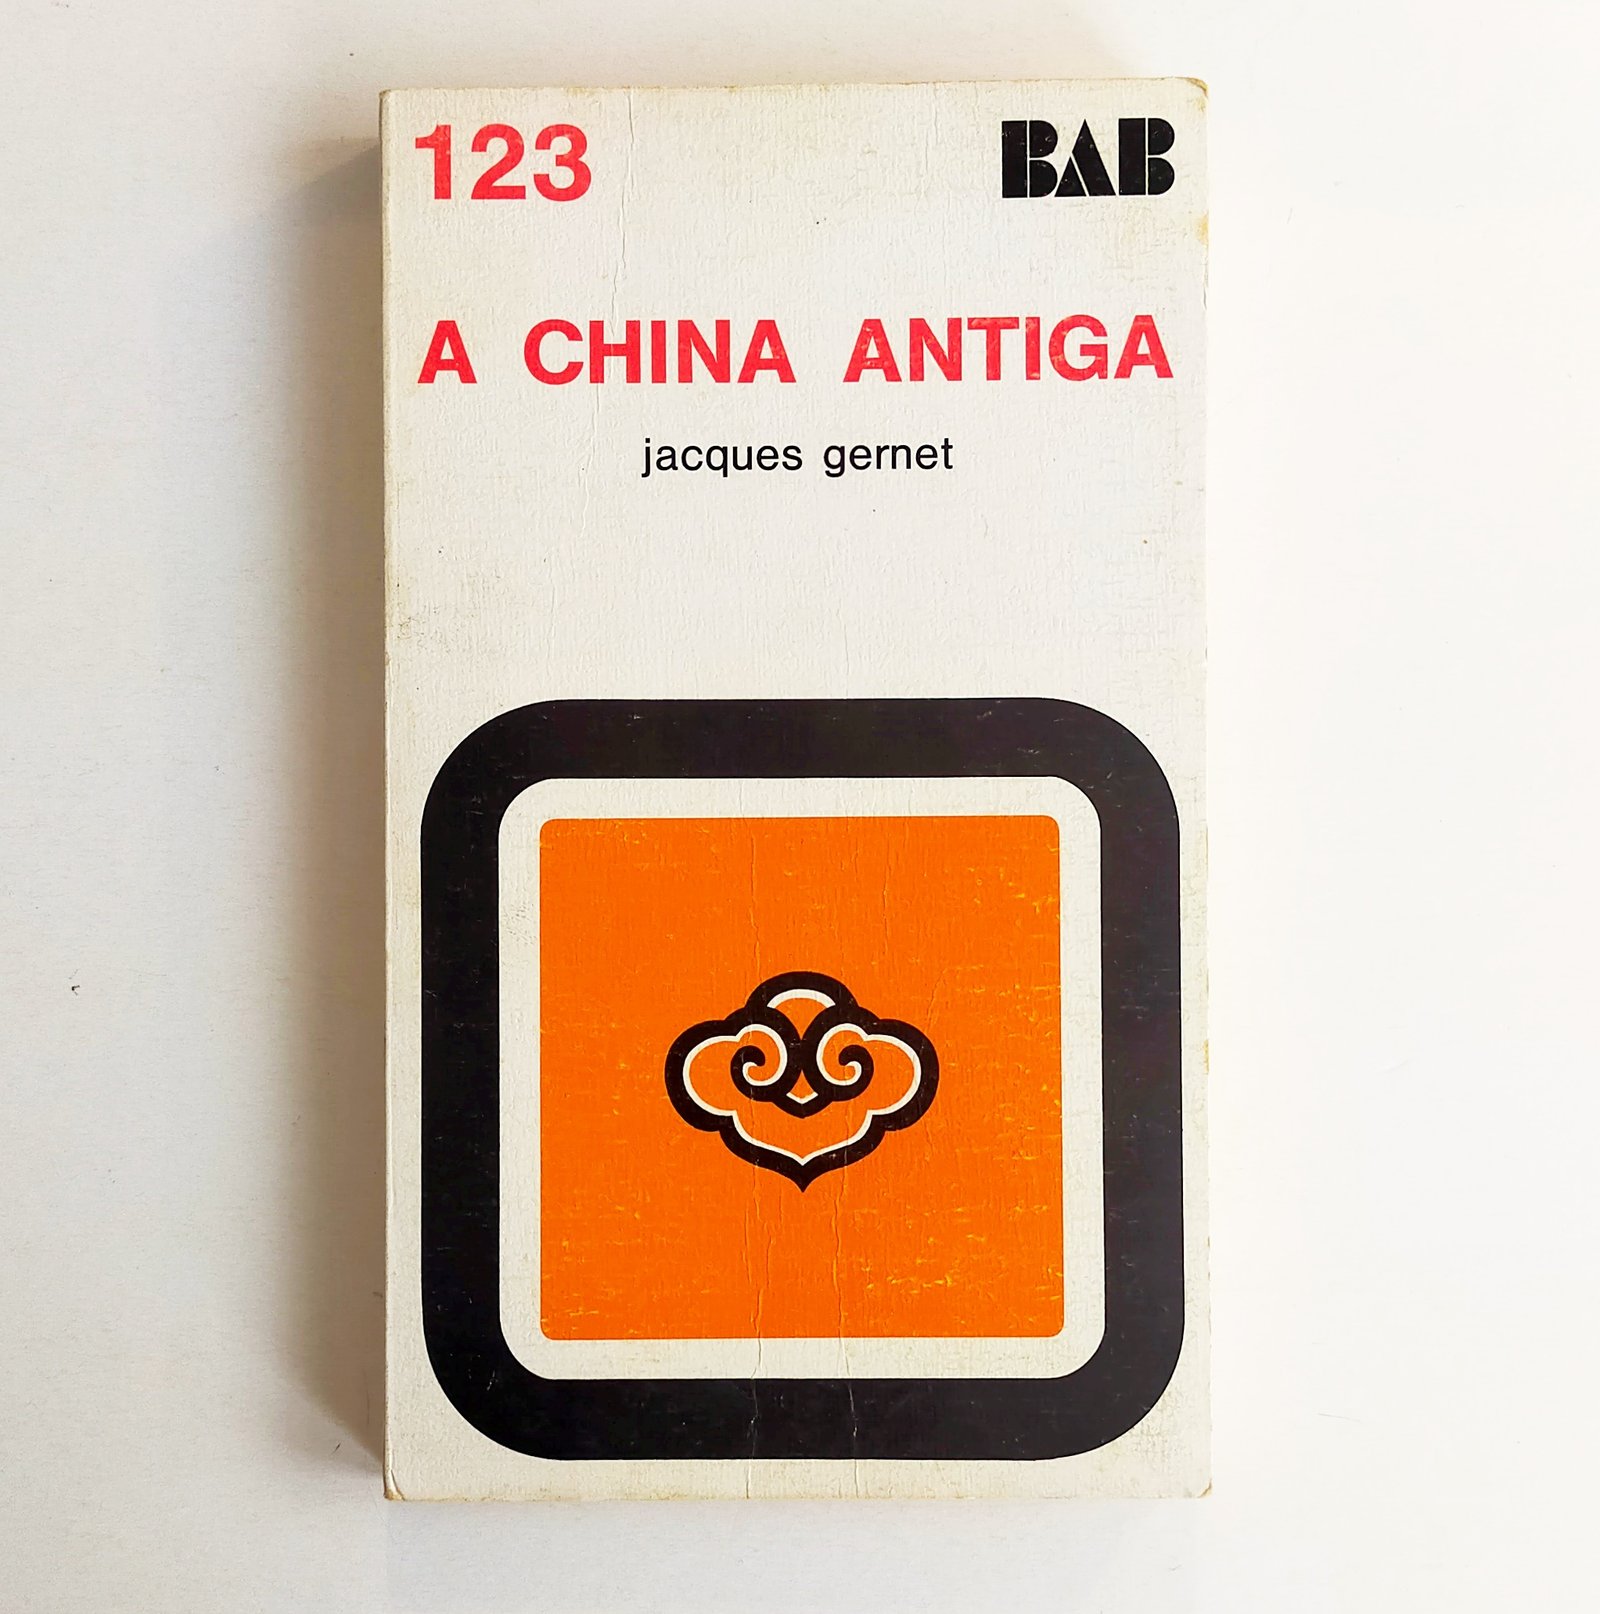 123
BAB
A CHINA ANTIGA
jacques gernet